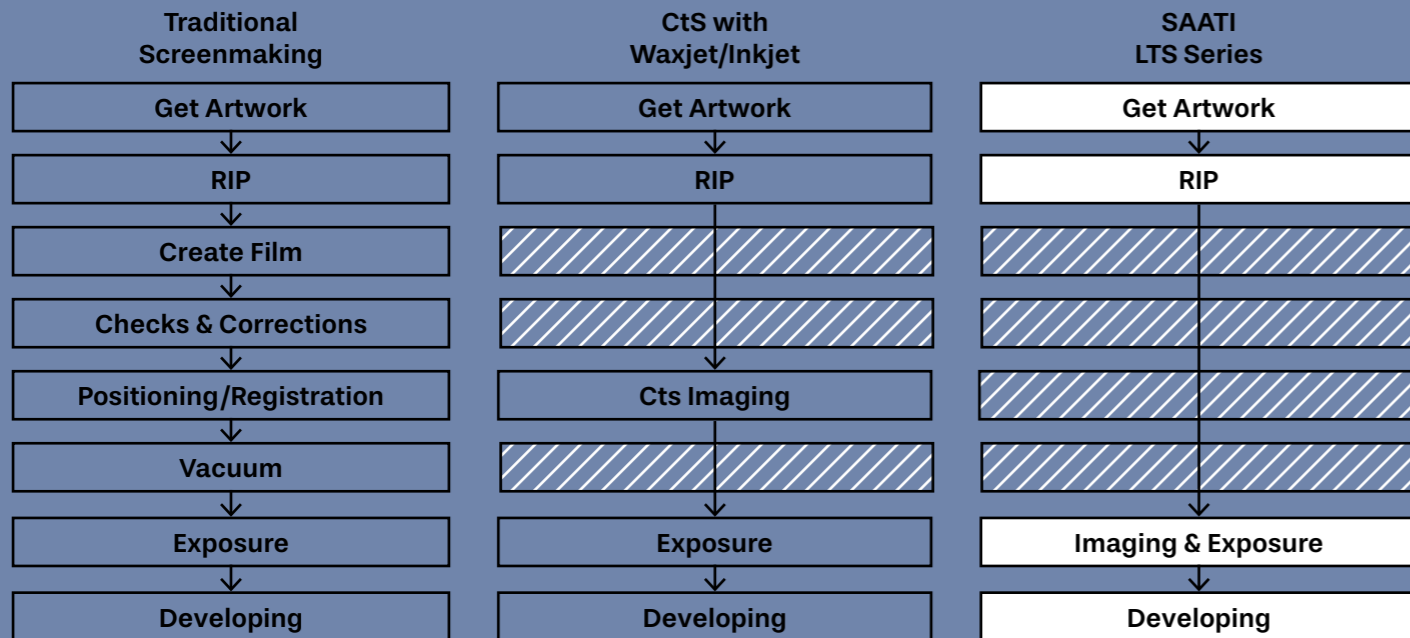 Traditional
Screenmaking
Get Artwork
RIP
Create Film
Checks & Corrections
Positioning/Registration
Vacuum
Exposure
Developing
CtS with
Waxjet/Inkjet
Get Artwork
RIP
Cts Imaging
Exposure
Developing
SAATI
LTS Series
Get Artwork
RIP
Imaging & Exposure
Developing